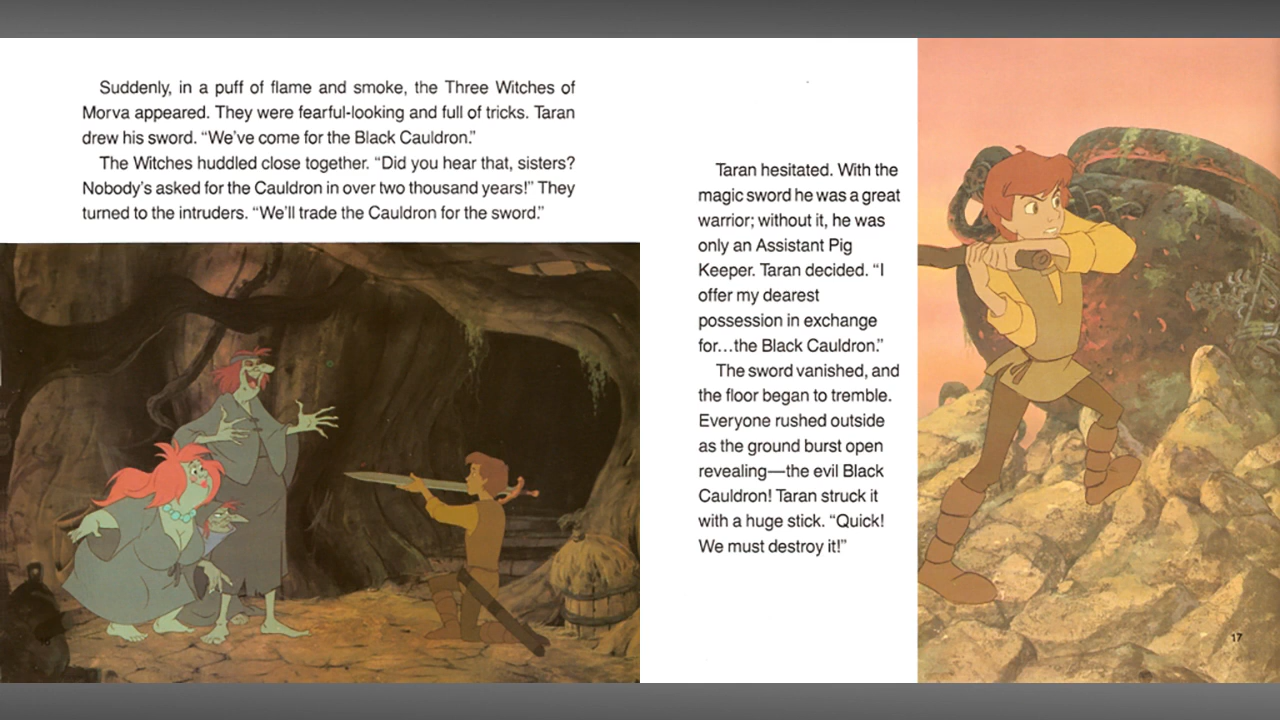 Suddenly, in a puff of flame and smoke, the Three Witches of
Morva appeared. They were fearful-looking and full of tricks. Taran
drew his sword. “We’ve come for the Black Cauldron.”
The Witches huddled close together. “Did you hear that, sisters?
Nobody’s asked for the Cauldron in over two thousand years!” They
turned to the intruders. “We’ll trade the Cauldron for the sword.”
Taran hesitated. With the
magic sword he was a great
warrior; without it, he was
only an Assistant Pig
Keeper. Taran decided. “I
offer my dearest
possession in exchange
for...the Black Cauldron.”
The sword vanished, and
the floor began to tremble.
Everyone rushed outside
as the ground burst open
revealing—the evil Black
Cauldron! Taran struck it
with a huge stick. “Quick!
We must destroy it!”
17